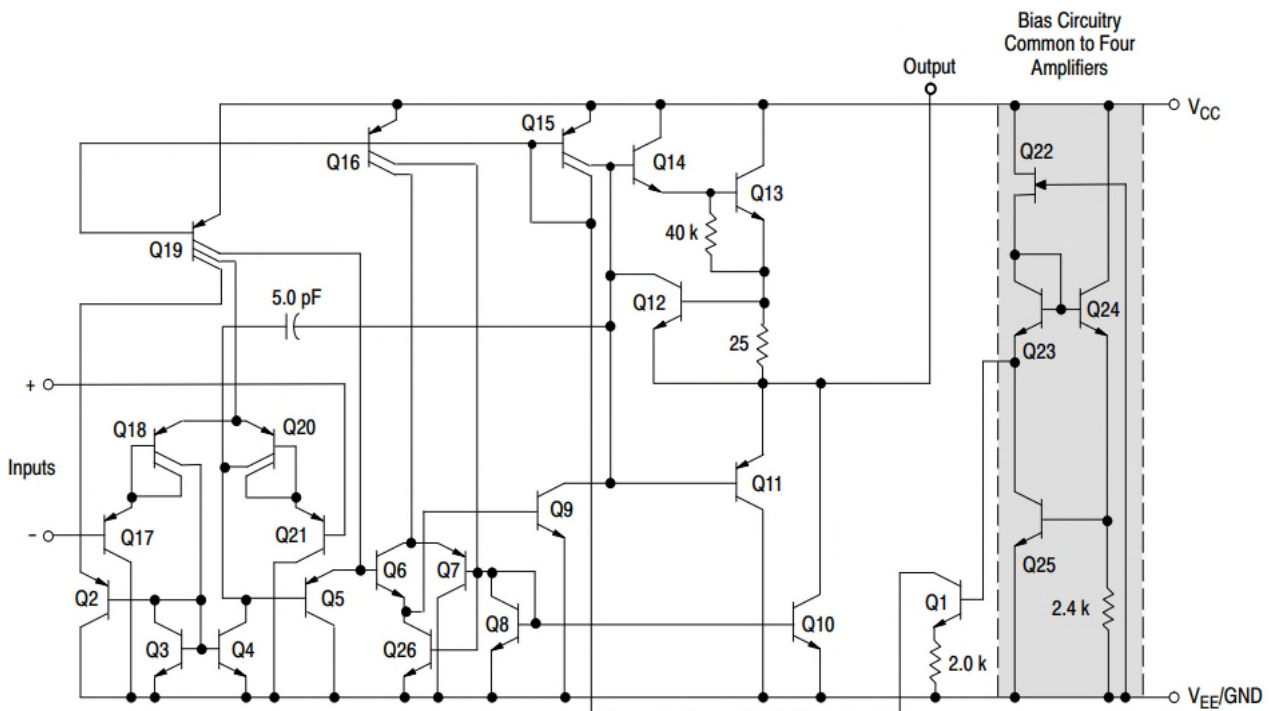 Bias Circuitry
Common to Four
Amplifiers
Output
VCC
Q15
Q16
Q14
Q22
Q13
Q19
40 k
5.0 pF
Q12
Q24
25
Q23
+
Q18
Q20
Inputs
Q9
Q11
-
Q17
Q21
Q25
Q6
Q7
Q2
Q5
Q1
2.4 k
Q3
Q4
Q26
Q8
Q10
2.0 k
VEE/GND